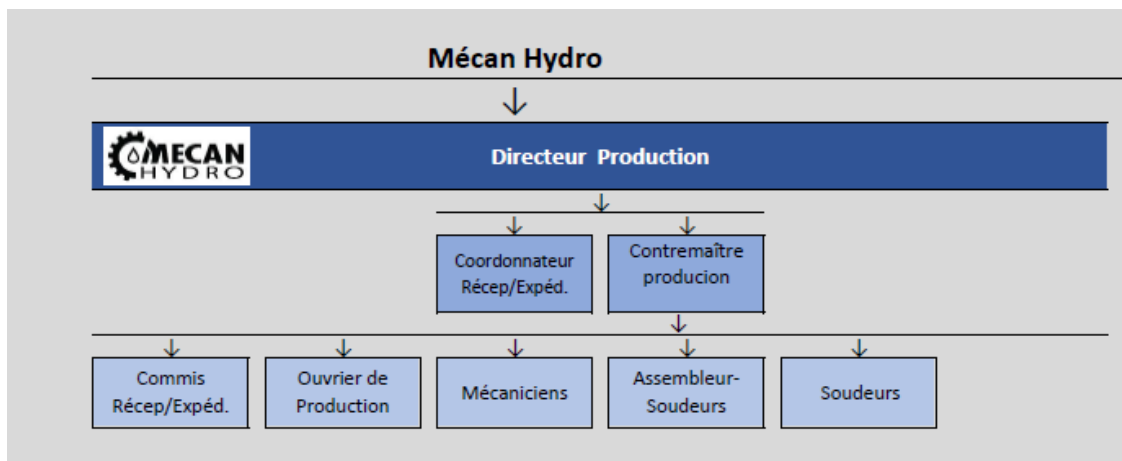 Mécan Hydro
MECAN
HYDRO
Directeur Production
Coordonnateur
Récep/Expéd.
Contremaître
producion
Commis
Récep/Expéd.
Ouvrier de
Production
Mécaniciens
Assembleur-
Soudeurs
Soudeurs